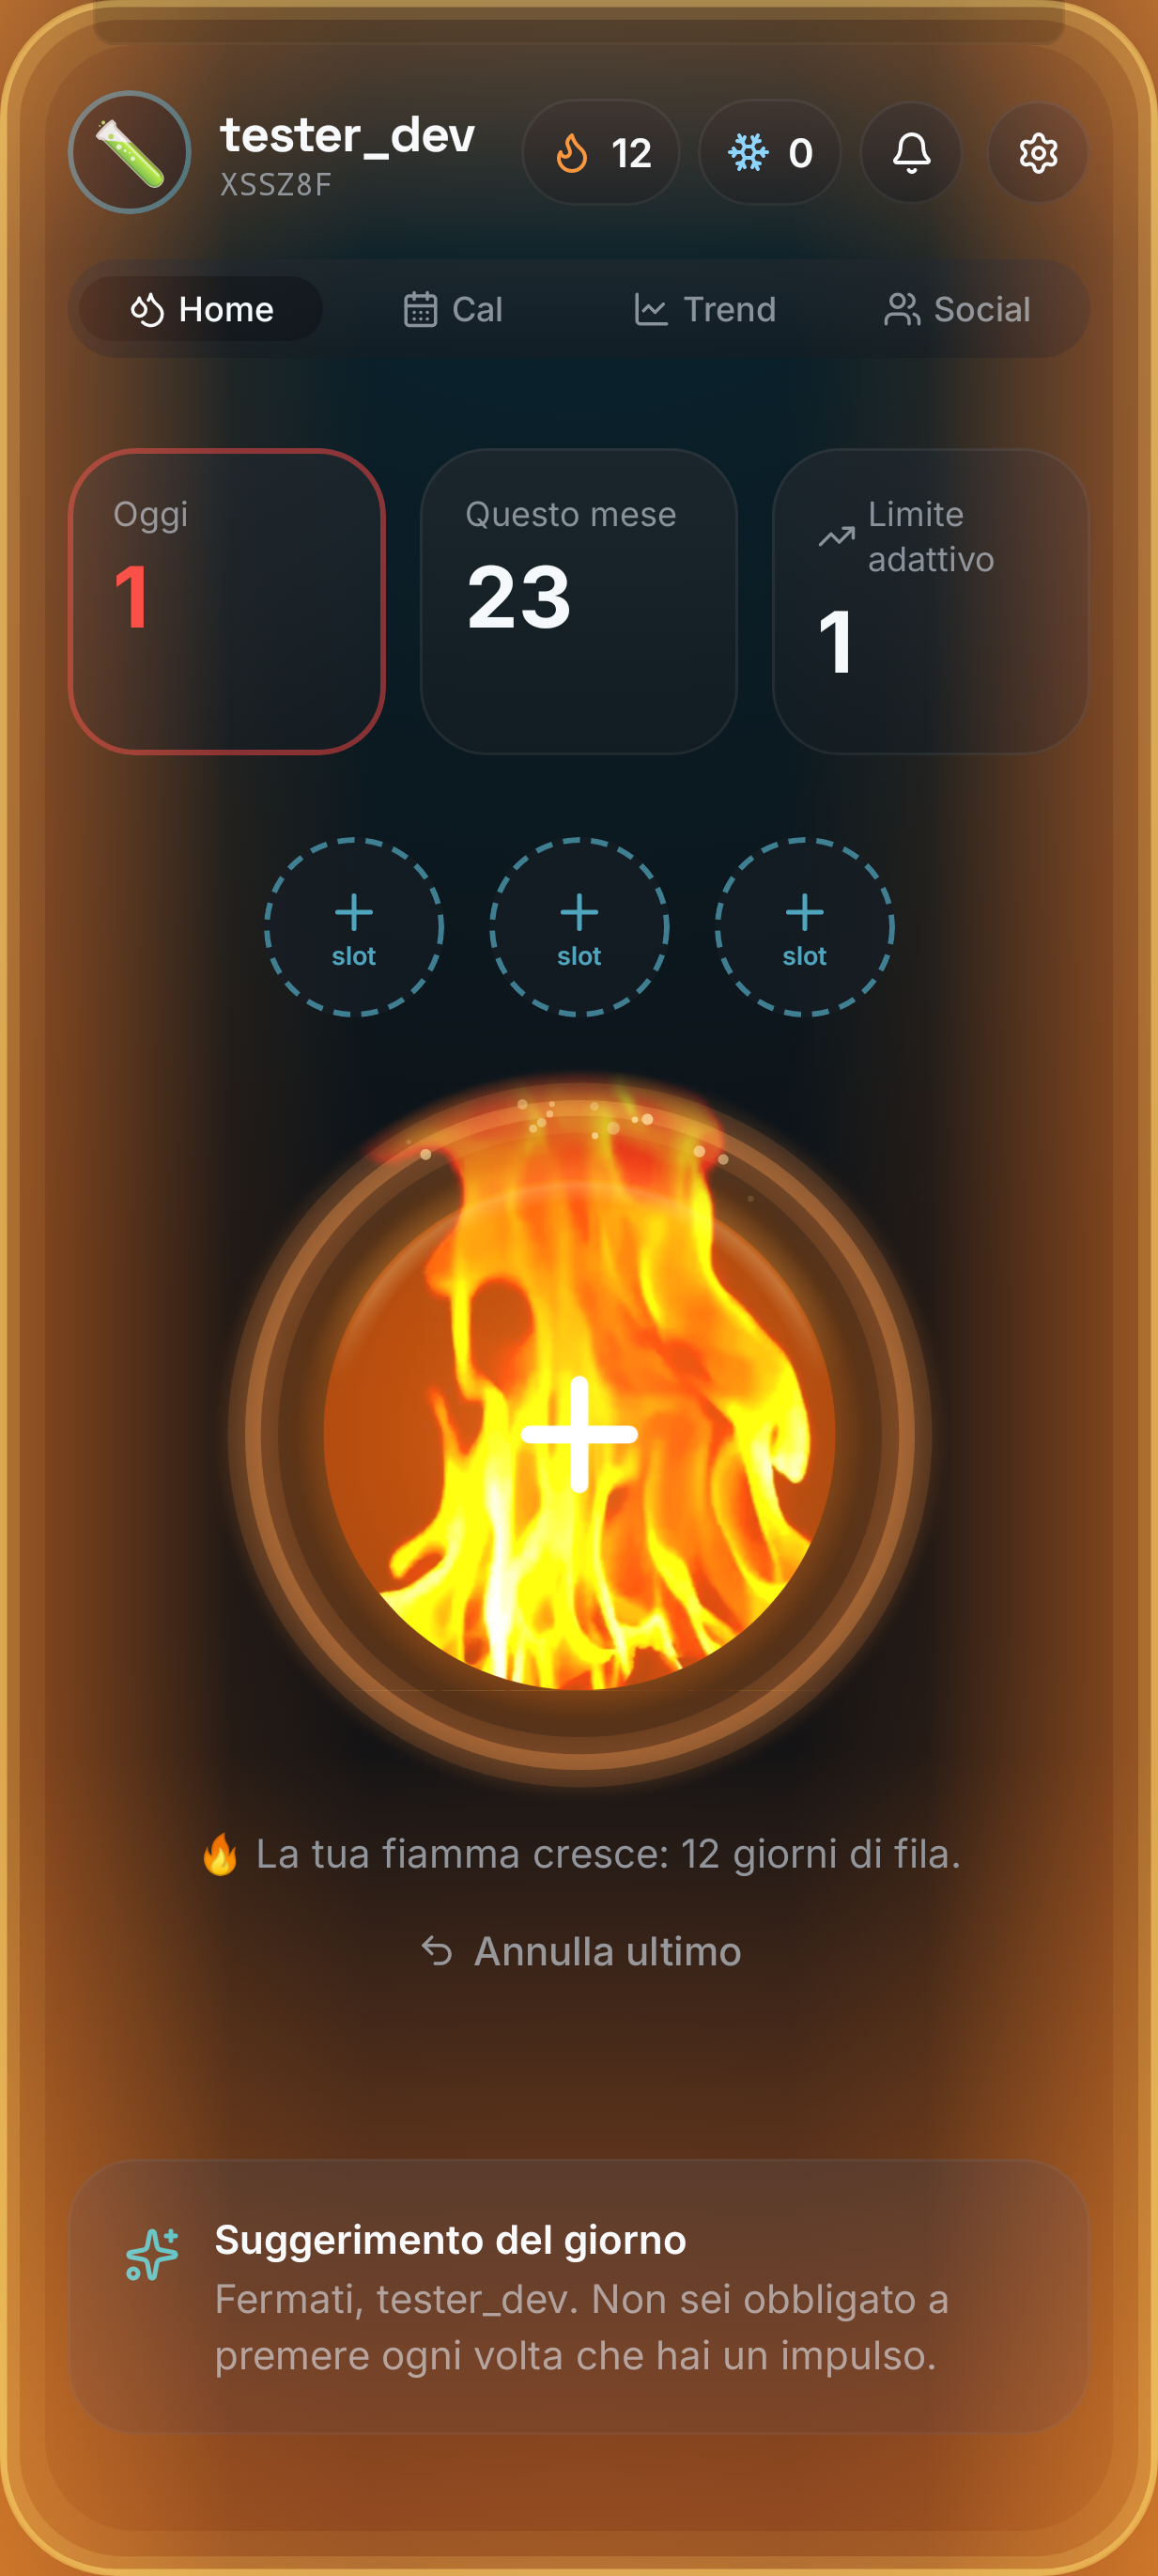 tester_dev
XSSZ8F
12
0
Home
Cal
Trend
Social
Oggi
1
Questo mese
23
Limite
adattivo
1
slot
slot
slot
La tua fiamma cresce: 12 giorni di fila.
Annulla ultimo
Suggerimento del giorno
Fermati, tester_dev. Non sei obbligato a
premere ogni volta che hai un impulso.